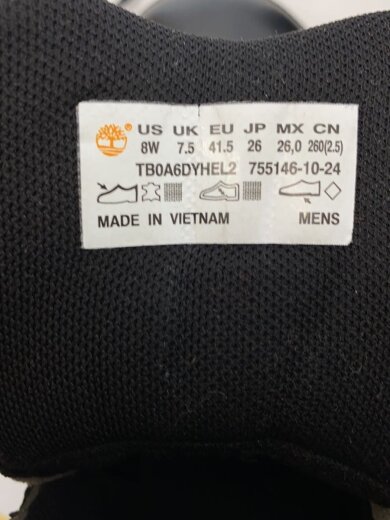 ® US UK EU JP MX CN
8W 7.5 41.5 26 26,0 260(2.5)
TB0A6DYHEL2 755146-10-24
MADE IN VIETNAM MENS